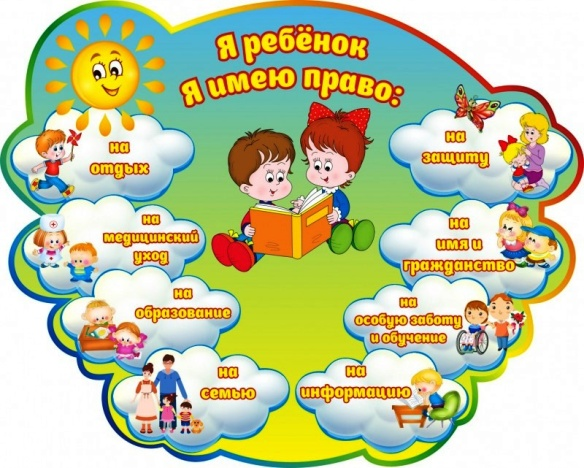 Я ребёнок
Я имею право:
на
отдых
на
медицинский
уход
на
образование
на
семью
на
защиту
на
имя и
гражданство
на
особую заботу
и обучение
на
информацию